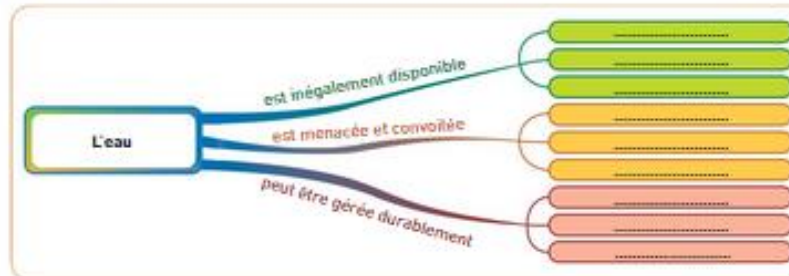 L'eau
est inégalement disponible
est menacée et convoitée
peut être gérée durablement